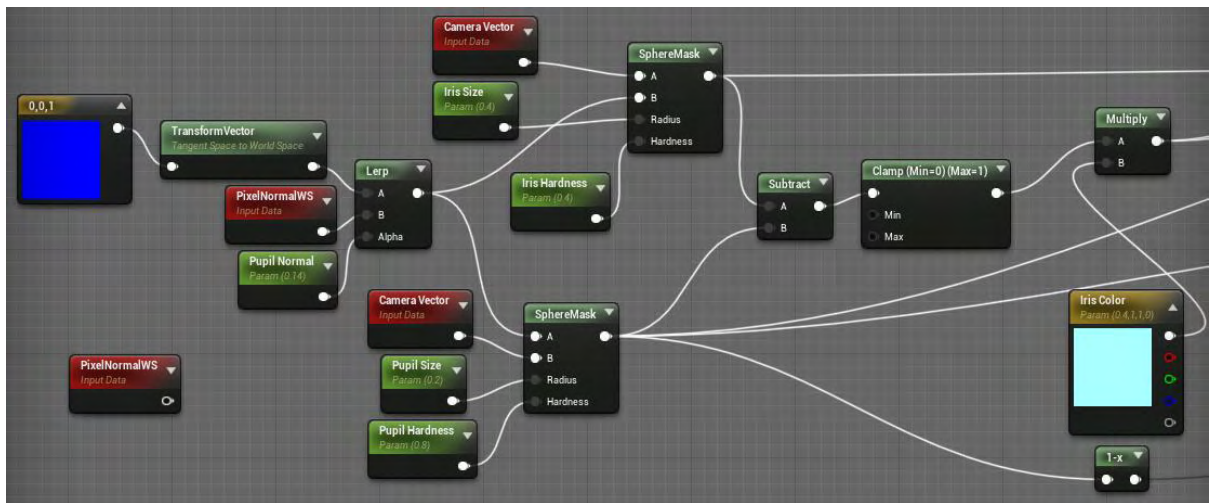 Camera Vector
Input Data
SphereMask
A
B
Radius
Hardness
Iris Size
Param (0.4)
0,0,1
TransformVector
Tangent Space to World Space
Lerp
A
B
Alpha
PixelNormalWS
Input Data
Pupil Normal
Param (0.14)
Iris Hardness
Param (0.4)
Subtract
A
B
Clamp (Min=0) (Max=1)
Min
Max
Multiply
A
B
Camera Vector
Input Data
SphereMask
A
B
Radius
Hardness
Pupil Size
Param (0.2)
Pupil Hardness
Param (0.8)
PixelNormalWS
Input Data
Iris Color
Param (0.4,1,1,0)
1-x